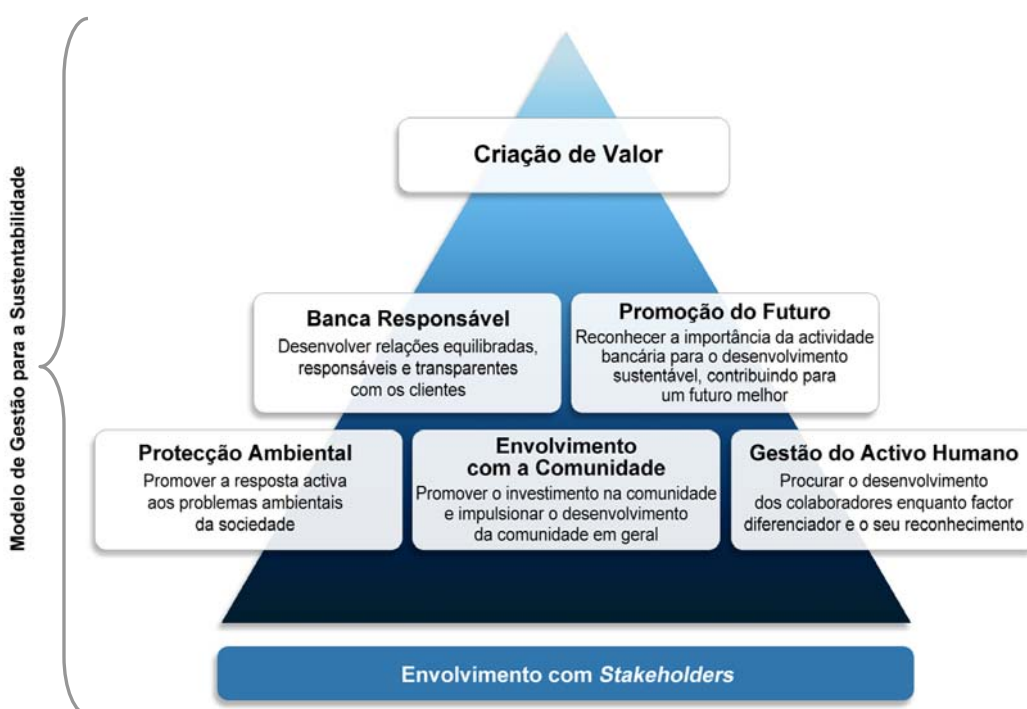 Modelo de Gestão para a Sustentabilidade
Criação de Valor
Banca Responsável
Desenvolver relações equilibradas,
responsáveis e transparentes
com os clientes
Promoção do Futuro
Reconhecer a importância da actividade
bancária para o desenvolvimento
sustentável, contribuindo para
um futuro melhor
Protecção Ambiental
Promover a resposta activa
aos problemas ambientais
da sociedade
Envolvimento
com a Comunidade
Promover o investimento na comunidade
e impulsionar o desenvolvimento
da comunidade em geral
Gestão do Activo Humano
Procurar o desenvolvimento
dos colaboradores enquanto factor
diferenciador e o seu reconhecimento
Envolvimento com Stakeholders